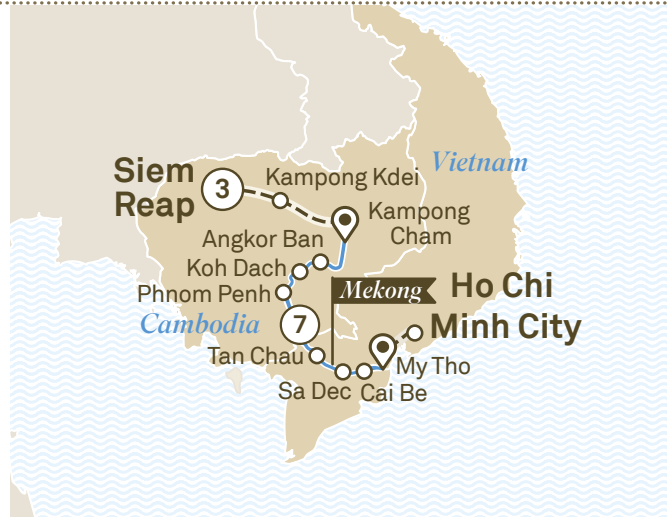 Vietnam
Siem
Reap
3
Kampong Kdei
Kampong
Cham
Angkor Ban
Koh Dach
Phnom Penh
Mekong
Ho Chi
Minh City
Cambodia
7
Tan Chau
My Tho
Sa Dec
Cai Be